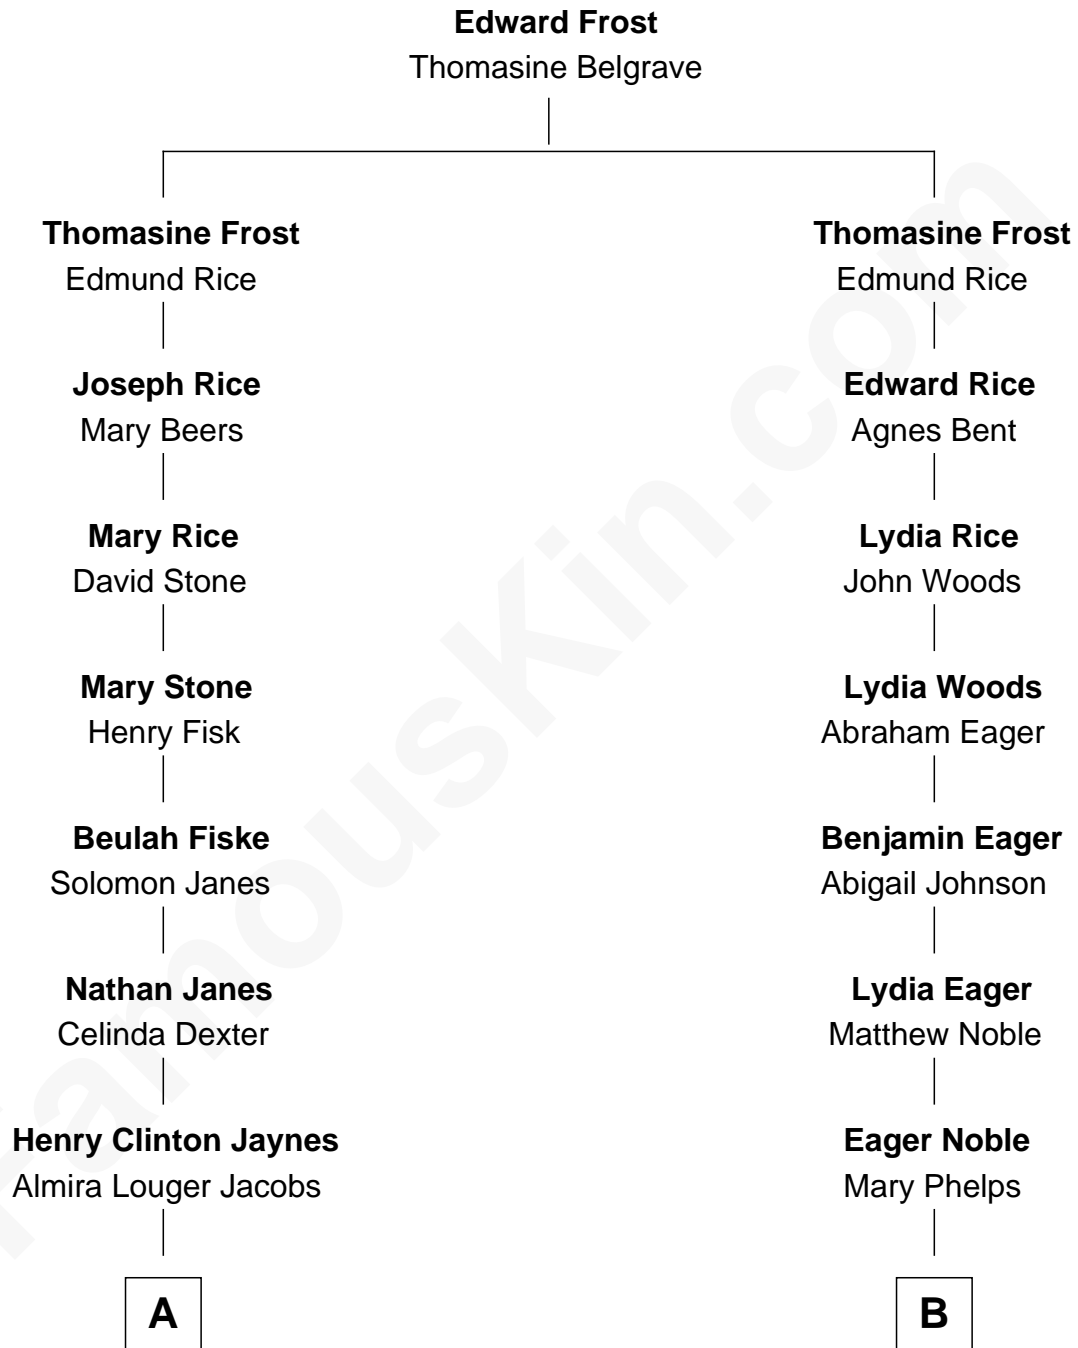 Edward Frost
Thomasine Belgrave
Thomasine Frost
Edmund Rice
Thomasine Frost
Edmund Rice
Joseph Rice
Mary Beers
Edward Rice
Agnes Bent
Mary Rice
David Stone
Lydia Rice
John Woods
Mary Stone
Henry Fisk
Lydia Woods
Abraham Eager
Beulah Fiske
Solomon Janes
Benjamin Eager
Abigail Johnson
Nathan Janes
Celinda Dexter
Lydia Eager
Matthew Noble
Henry Clinton Jaynes
Almira Louger Jacobs
Eager Noble
Mary Phelps
A
B
FamousKin.com